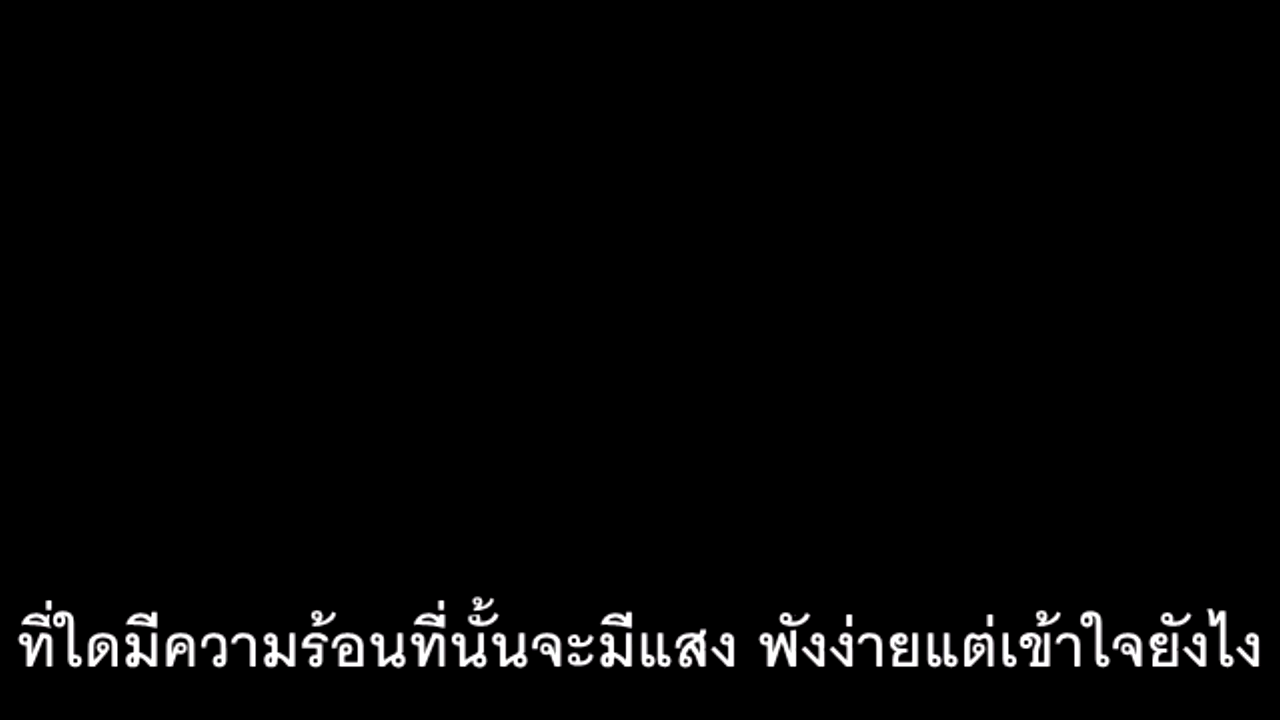 ที่ใดมีความร้อนที่นั้นจะมีแสง พังง่ายแต่เข้าใจยังไง